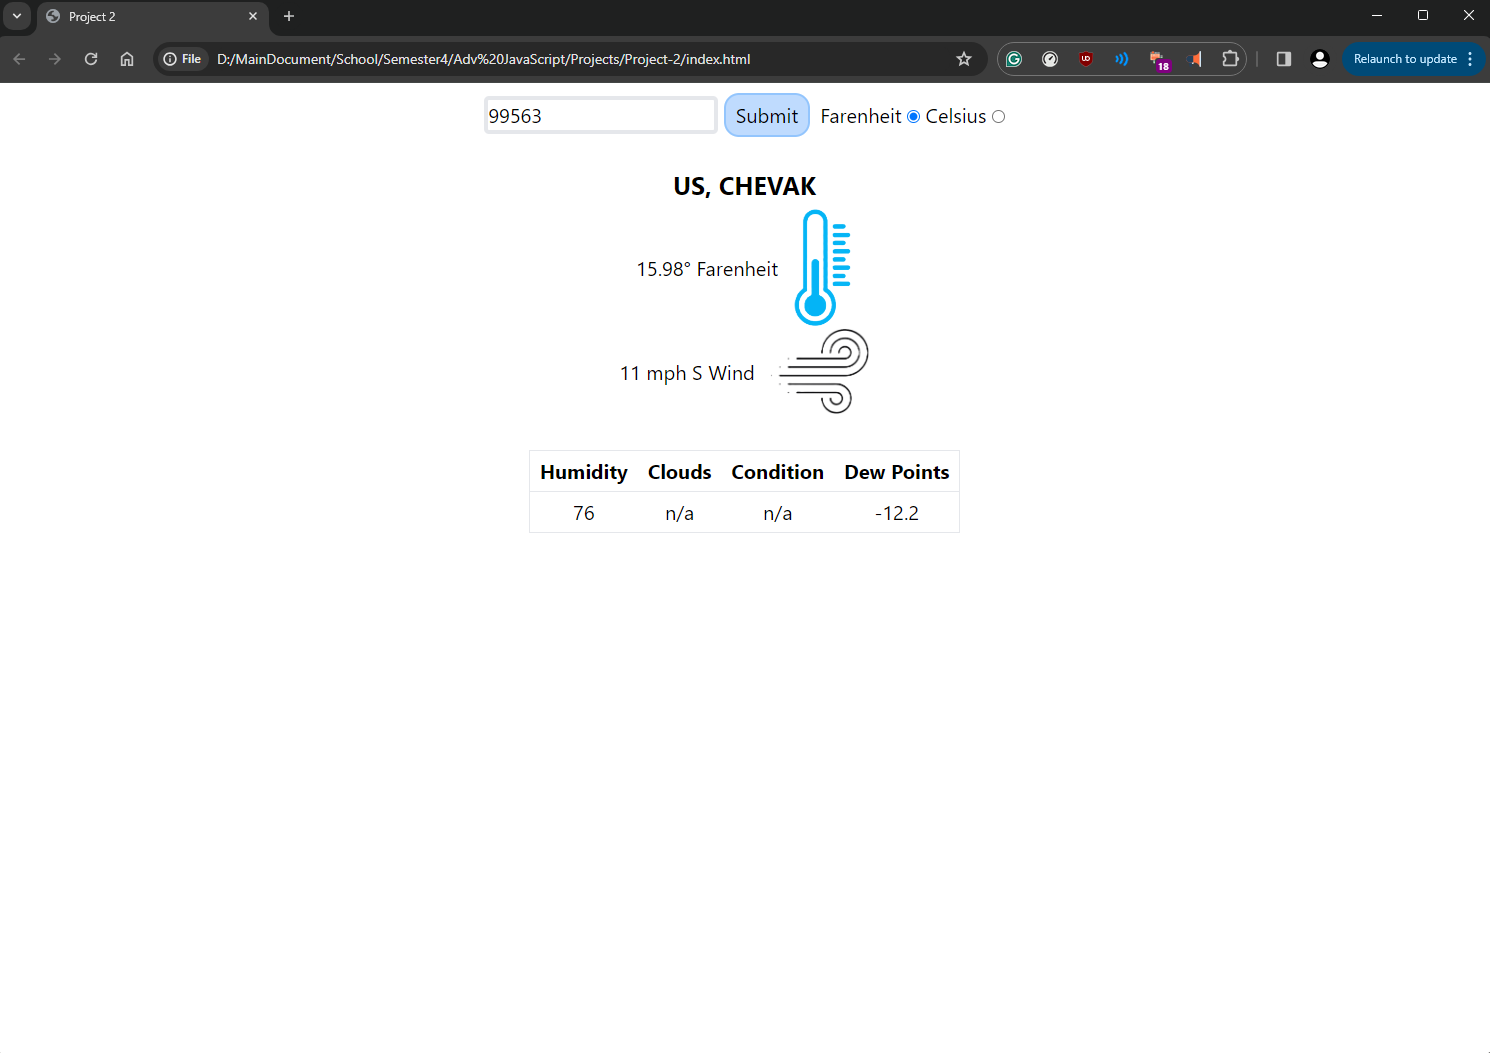 Project 2
File D:/MainDocument/School/Semester4/Adv%20JavaScript/Projects/Project-2/index.html 18 Relaunch to update
99563 Submit Farenheit Celsius
US, CHEVAK
15.98° Farenheit
11 mph S Wind
Humidity Clouds Condition Dew Points
76 n/a n/a -12.2